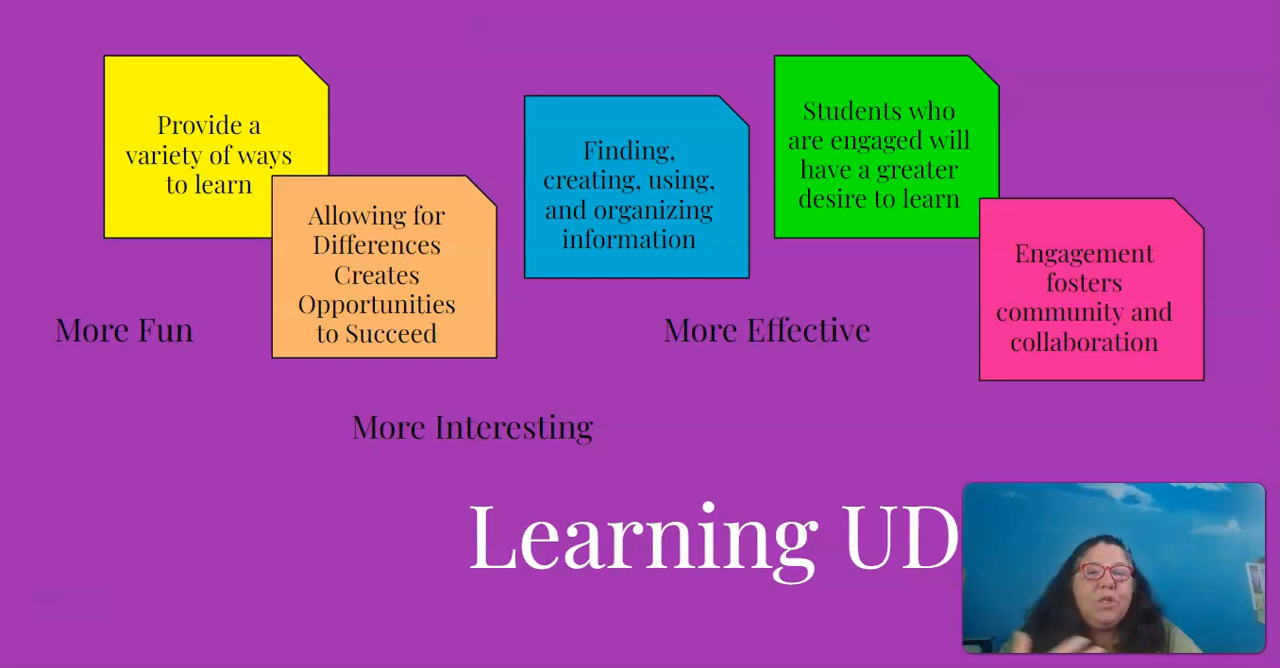 Provide a
variety of ways
to learn
Allowing for
Differences
Creates
Opportunities
to Succeed
Finding,
creating, using,
and organizing
information
Students who
are engaged will
have a greater
desire to learn
Engagement
fosters
community and
collaboration
More Fun
More Effective
More Interesting
Learning UD